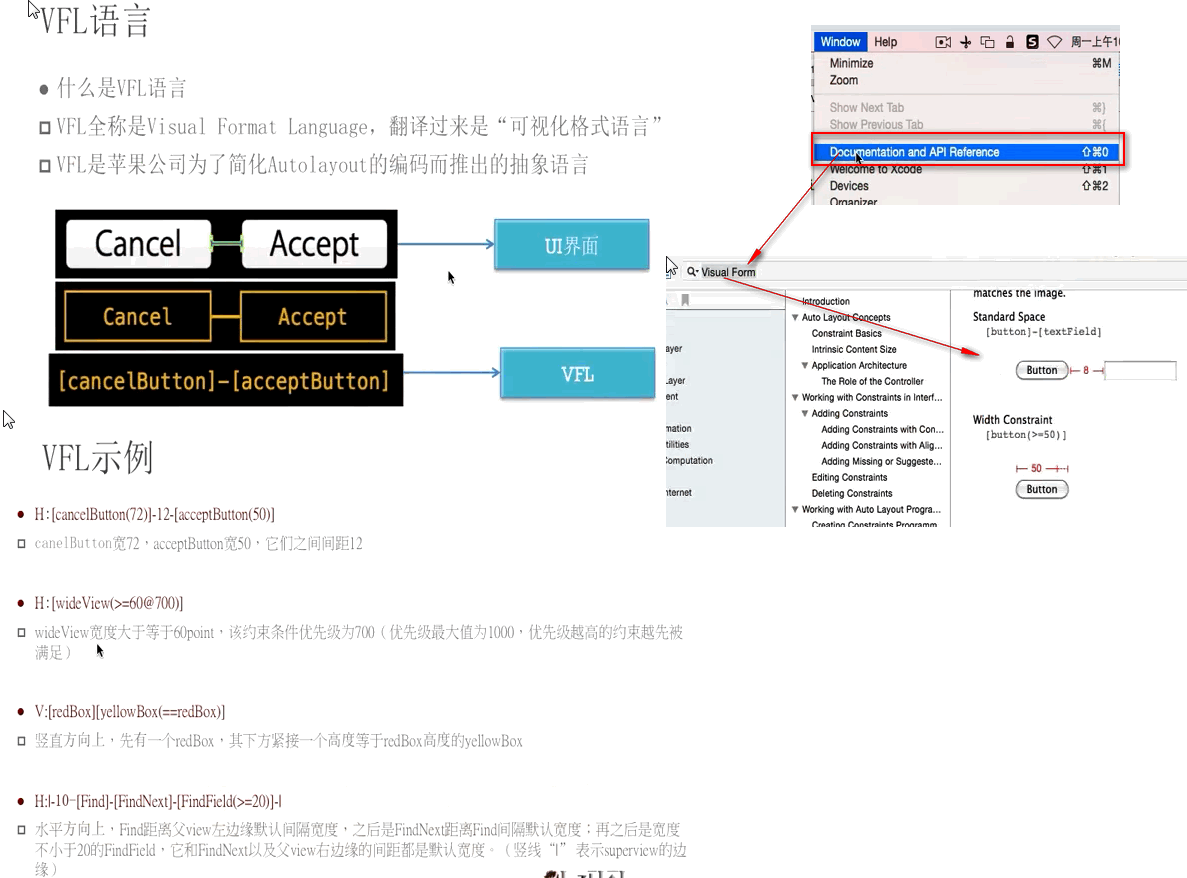 VFL语言
什么是VFL语言
VFL全称是Visual Format Language，翻译过来是“可视化格式语言”
VFL是苹果公司为了简化Autolayout的编码而推出的抽象语言
Cancel
Accept
UI界面
Cancel
Accept
[cancelButton]-[acceptButton]
VFL
VFL示例
H:[cancelButton(72)]-12-[acceptButton(50)]
canelButton宽72，acceptButton宽50，它们之间间距12
H:[wideView(>=60@700)]
wideView宽度大于等于60point，该约束条件优先级为700（优先级最大值为1000，优先级越高的约束越先被
满足）
V:[redBox][yellowBox(==redBox)]
竖直方向上，先有一个redBox，其下方紧接一个高度等于redBox高度的yellowBox
H:|-10-[Find]-[FindNext]-[FindField(>=20)]-|
水平方向上，Find距离父view左边缘默认间隔宽度，之后是FindNext距离Find间隔默认宽度；再之后是宽度
不小于20的FindField，它和FindNext以及父view右边缘的间距都是默认宽度。（竖线“|” 表示superview的边
缘）
Window Help 周一上午10
Minimize ⌘M
Zoom
Show Next Tab ⌘}
Show Previous Tab ⌘{
Documentation and API Reference ⇧⌘0
Welcome to Xcode ⇧⌘1
Devices ⇧⌘2
Organizer
Visual Form
ayer
Layer
ent
mation
tilities
Computation
nternet
Introduction
Auto Layout Concepts
Constraint Basics
Intrinsic Content Size
Application Architecture
The Role of the Controller
Working with Constraints in Interf...
Adding Constraints
Adding Constraints with Con...
Adding Constraints with Alig...
Adding Missing or Suggeste...
Editing Constraints
Deleting Constraints
Working with Auto Layout Progra...
Creating Constraints Programm
matches the image.
Standard Space
[button]-[textField]
Button 8
Width Constraint
[button(>=50)]
50
Button